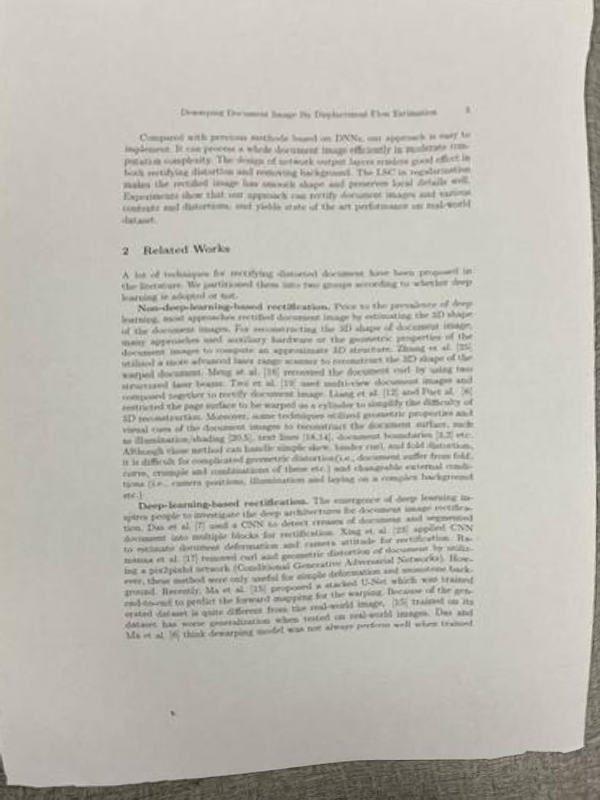 Dewarping Document Image By Displacement Flow Estimation 3
Compared with previous methods based on DNNs, our approach is easy to
implement. It can process a whole document image efficiently in moderate com-
putation complexity. The design of network output layers renders good effect in
both rectifying distortion and removing background. The LSC in regularization
makes the rectified image has smooth shape and preserves local details well.
Experiments show that our approach can rectify document images and various
contents and distortions, and yields state of the art performance on real-world
dataset.
2 Related Works
A lot of techniques for rectifying distorted document have been proposed in
the literature. We partitioned them into two groups according to whether deep
learning is adopted or not.
Non-deep-learning-based rectification. Prior to the prevalence of deep
learning, most approaches rectified document image by estimating the 3D shape
of the document images. For reconstructing the 3D shape of document image,
many approaches used auxiliary hardware or the geometric properties of the
document images to compute an approximate 3D structure. Zhang et al. [25]
utilized a more advanced laser range scanner to reconstruct the 3D shape of the
warped document. Meng et al. [16] recovered the document curl by using two
structured laser beams. Tsoi et al. [19] used multi-view document images and
composed together to rectify document image. Liang et al. [12] and Fu et al. [8]
restricted the page surface to be warped as a cylinder to simplify the difficulty of
3D reconstruction. Moreover, some techniques utilized geometric properties and
visual cues of the document images to reconstruct the document surface, such
as illumination/shading [20,5], text lines [18,14], document boundaries [3,2] etc.
Although these method can handle simple skew, binder curl, and fold distortion,
it is difficult for complicated geometric distortion(i.e., document suffer from fold,
curve, crumple and combinations of these etc.) and changeable external condi-
tions (i.e., camera positions, illumination and laying on a complex background
etc.)
Deep-learning-based rectification. The emergence of deep learning in-
spires people to investigate the deep architectures for document image rectifica-
tion. Das et al. [7] used a CNN to detect creases of document and segmented
document into multiple blocks for rectification. Xing et al. [23] applied CNN
to estimate document deformation and camera attitude for rectification. Ra-
manna et al. [17] removed curl and geometric distortion of document by utiliz-
ing a pix2pixhd network (Conditional Generative Adversarial Networks). How-
ever, these method were only useful for simple deformation and monotone back-
ground. Recently, Ma et al. [15] proposed a stacked U-Net which was trained
end-to-end to predict the forward mapping for the warping. Because of the gen-
erated dataset is quite different from the real-world image, [15] trained on its
dataset has worse generalization when tested on real-world images. Das and
Ma et al. [6] think dewarping model was not always perform well when trained